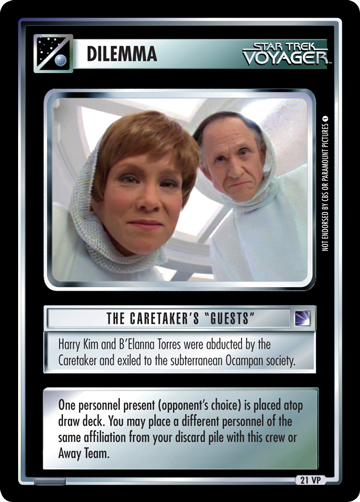 DILEMMA
STAR TREK
VOYAGER™
NOT ENDORSED BY CBS OR PARAMOUNT PICTURES
THE CARETAKER'S "GUESTS"
Harry Kim and B'Elanna Torres were abducted by the
Caretaker and exiled to the subterranean Ocampan society.
One personnel present (opponent's choice) is placed atop
draw deck. You may place a different personnel of the
same affiliation from your discard pile with this crew or
Away Team.
21 VP